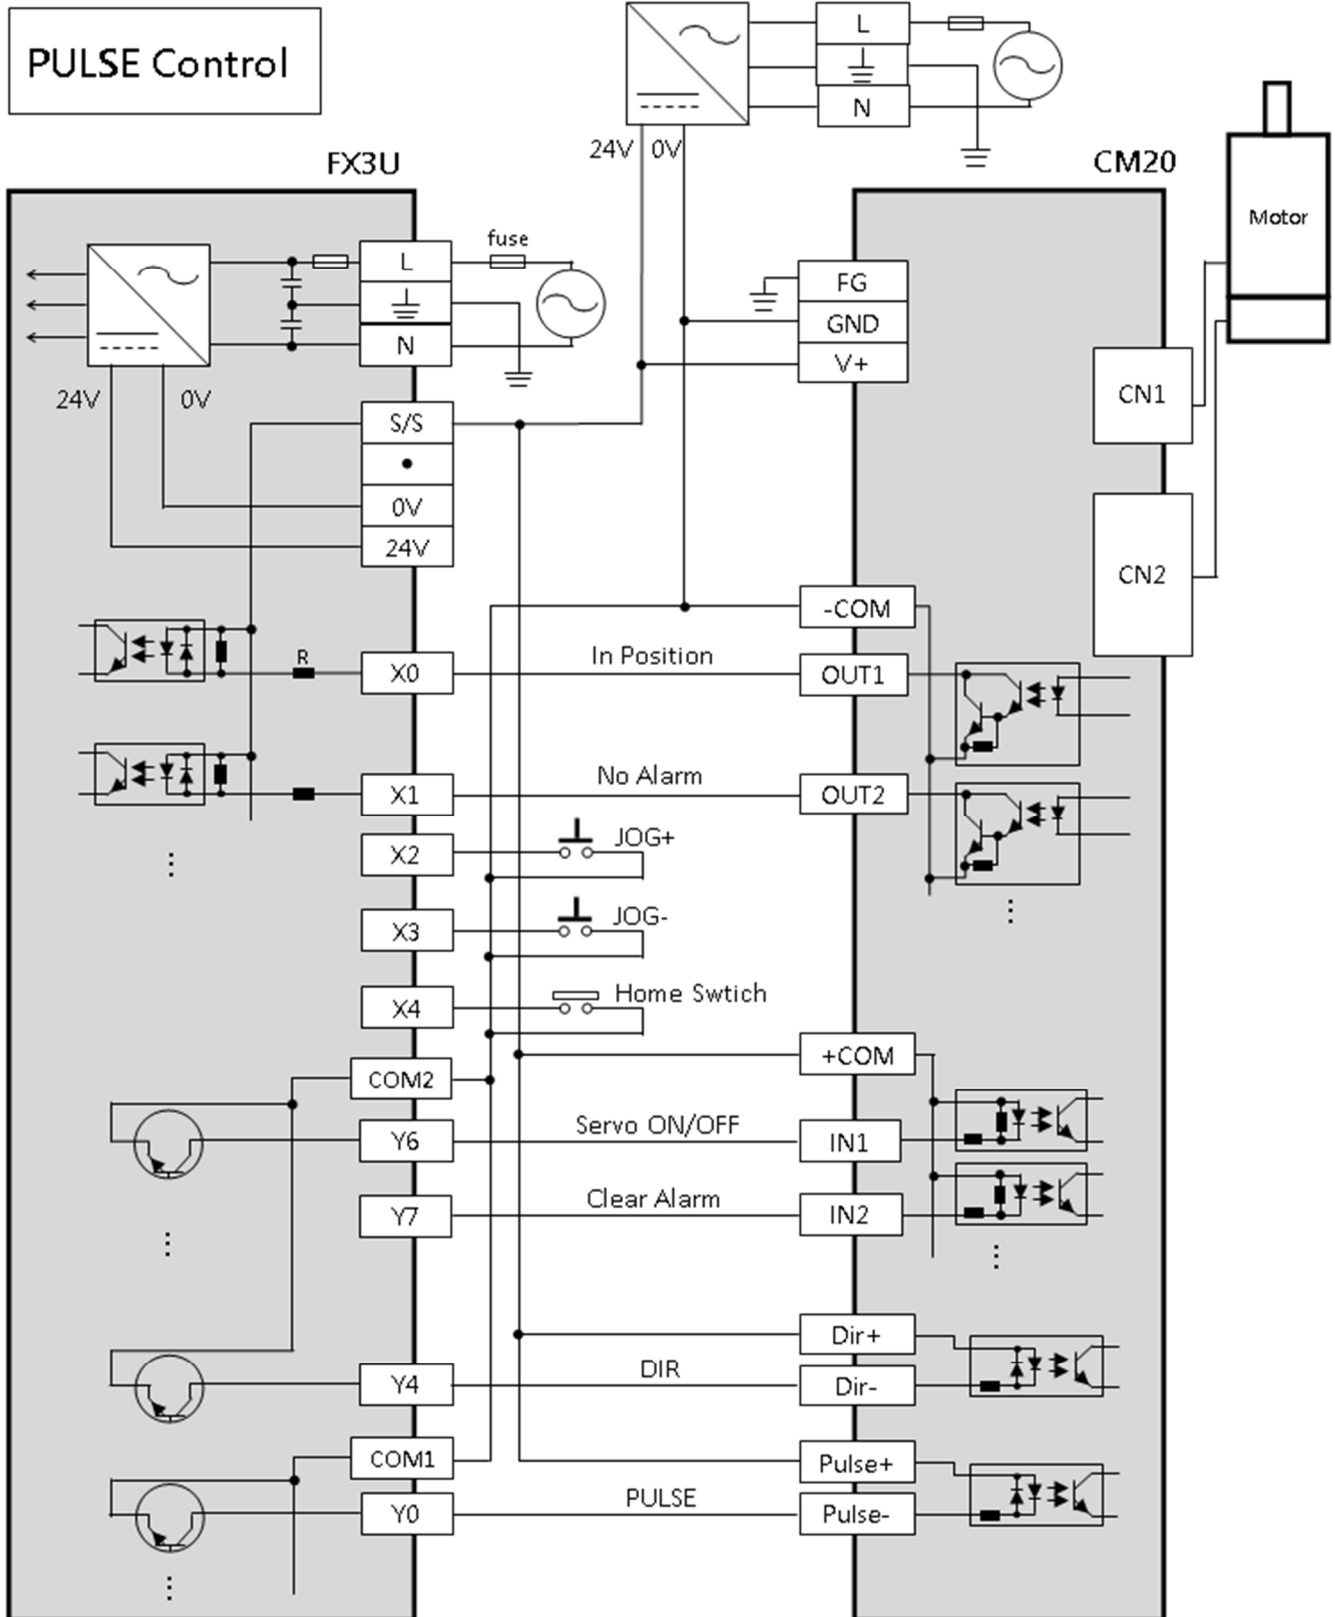 PULSE Control
L
N
24V 0V
FX3U
CM20
Motor
fuse
L
N
24V 0V
S/S
0V
24V
FG
GND
V+
CN1
CN2
-COM
R
X0
In Position
OUT1
X1
No Alarm
OUT2
X2
JOG+
X3
JOG-
X4
Home Swtich
+COM
COM2
Y6
Servo ON/OFF
IN1
Y7
Clear Alarm
IN2
Dir+
Y4
DIR
Dir-
COM1
Pulse+
Y0
PULSE
Pulse-